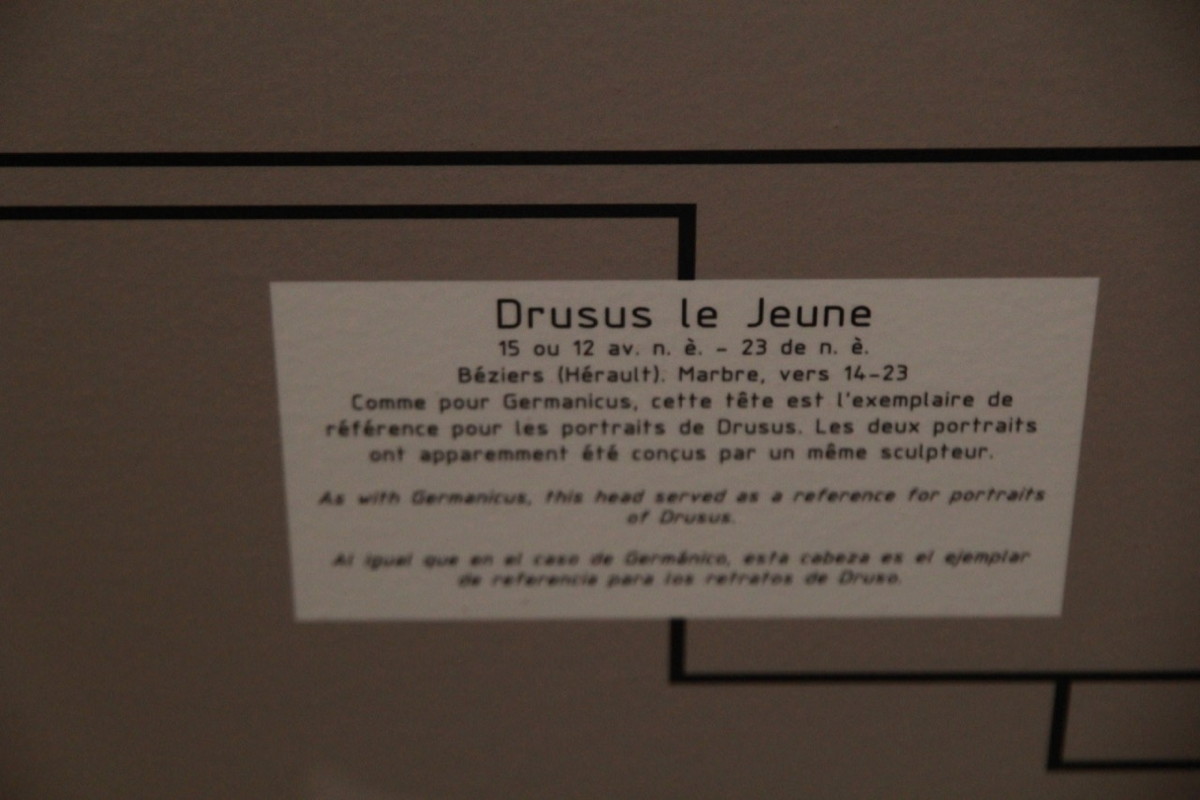 Drusus le Jeune
15 ou 12 av. n. è. - 23 de n. è.
Béziers (Hérault). Marbre, vers 14-23
Comme pour Germanicus, cette tête est l'exemplaire de
référence pour les portraits de Drusus. Les deux portraits
ont apparemment été conçus par un même sculpteur.
As with Germanicus, this head served as a reference for portraits
of Drusus.
Al igual que en el caso de Germánico, esta cabeza es el ejemplar
de referencia para los retratos de Druso.